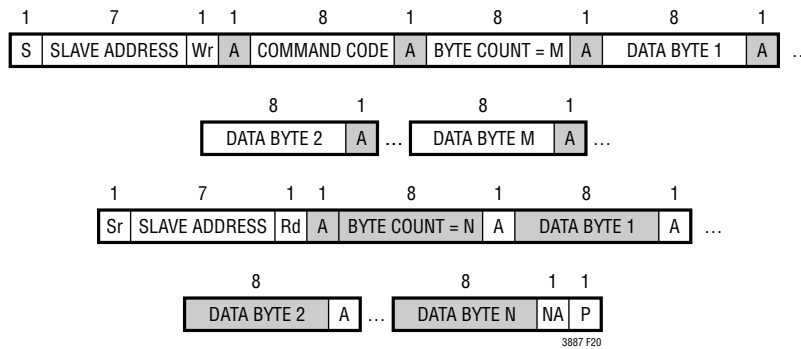 1 7 1 1 8 1 8 1 8 1
S SLAVE ADDRESS Wr A COMMAND CODE A BYTE COUNT = M A DATA BYTE 1 A …
8 1 8 1
DATA BYTE 2 A … DATA BYTE M A …
1 7 1 1 8 1 8 1
Sr SLAVE ADDRESS Rd A BYTE COUNT = N A DATA BYTE 1 A …
8 1 8 1 1
DATA BYTE 2 A … DATA BYTE N NA P
3887 F20